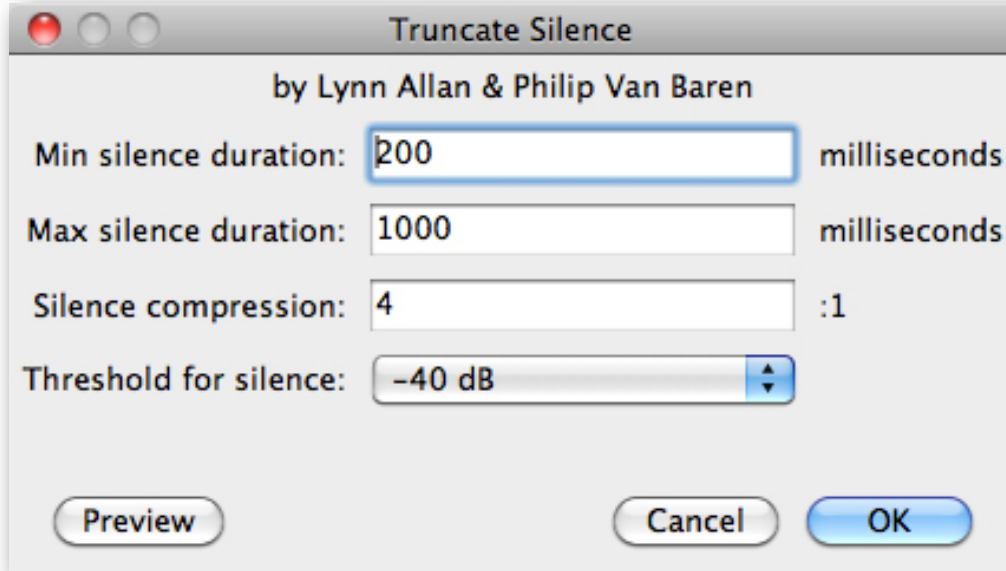 Truncate Silence
by Lynn Allan & Philip Van Baren
Min silence duration: 200 milliseconds
Max silence duration: 1000 milliseconds
Silence compression: 4 :1
Threshold for silence: -40 dB
Preview Cancel OK